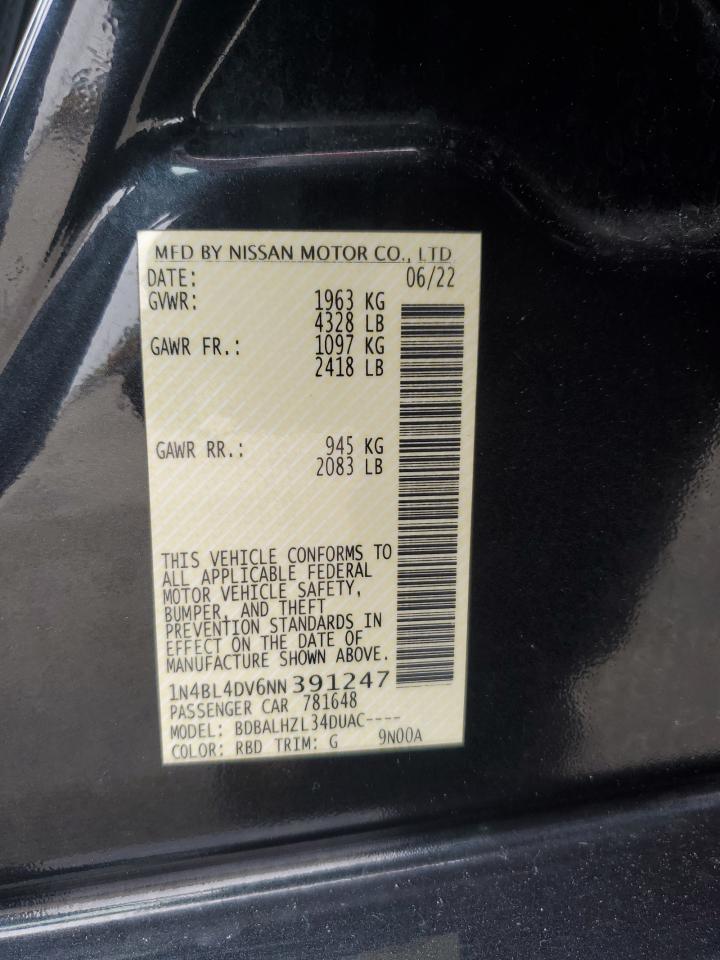 MFD BY NISSAN MOTOR CO., LTD
DATE: 06/22
GVWR: 1963 KG
4328 LB
GAWR FR.: 1097 KG
2418 LB
GAWR RR.: 945 KG
2083 LB
THIS VEHICLE CONFORMS TO
ALL APPLICABLE FEDERAL
MOTOR VEHICLE SAFETY,
BUMPER, AND THEFT
PREVENTION STANDARDS IN
EFFECT ON THE DATE OF
MANUFACTURE SHOWN ABOVE.
1N4BL4DV6NN391247
PASSENGER CAR 781648
MODEL: BDBALHZL34DUAC----
COLOR: RBD TRIM: G 9N00A